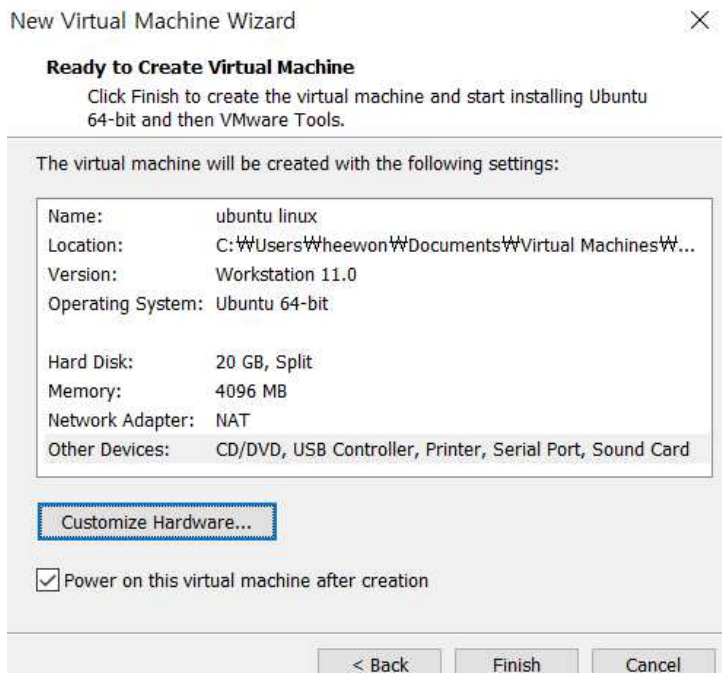 New Virtual Machine Wizard
Ready to Create Virtual Machine
Click Finish to create the virtual machine and start installing Ubuntu
64-bit and then VMware Tools.
The virtual machine will be created with the following settings:
Name: ubuntu linux
Location: C:₩Users₩heewon₩Documents₩Virtual Machines₩...
Version: Workstation 11.0
Operating System: Ubuntu 64-bit
Hard Disk: 20 GB, Split
Memory: 4096 MB
Network Adapter: NAT
Other Devices: CD/DVD, USB Controller, Printer, Serial Port, Sound Card
Customize Hardware...
Power on this virtual machine after creation
< Back Finish Cancel